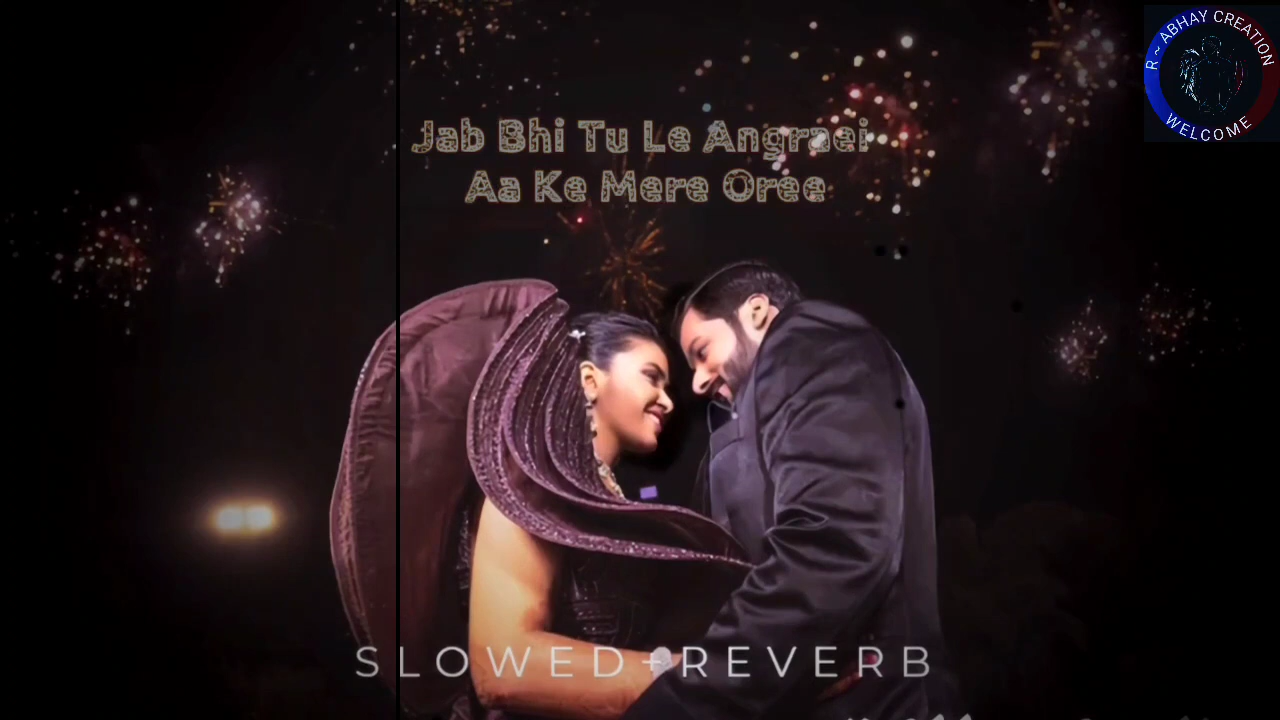 R ~ ABHAY CREATION
WELCOME
Jab Bhi Tu Le Angraei
Aa Ke Mere Oree
SLOWED+REVERB